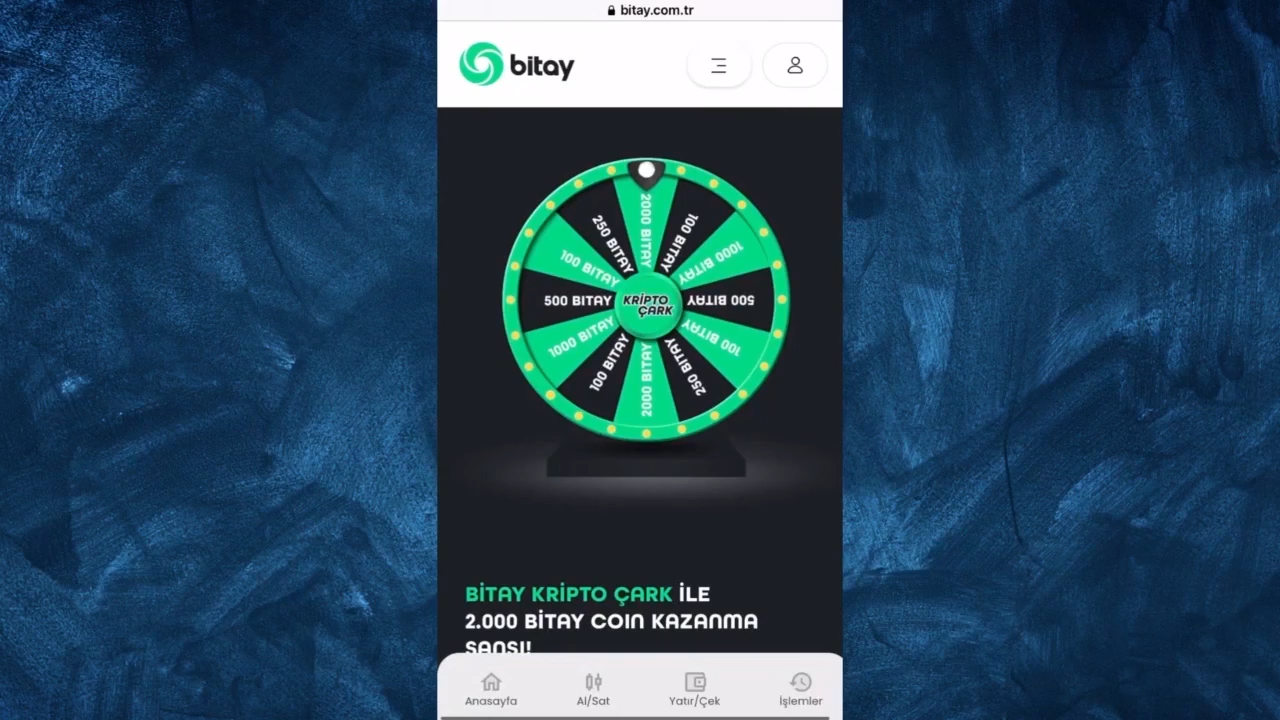 bitay.com.tr
bitay
2000 BITAY
100 BITAY
1000 BITAY
500 BITAY
100 BITAY
250 BITAY
2000 BITAY
100 BITAY
1000 BITAY
500 BITAY
100 BITAY
250 BITAY
KRİPTO
ÇARK
BİTAY KRİPTO ÇARK İLE
2.000 BİTAY COIN KAZANMA
ŞANSI!
Anasayfa
Al/Sat
Yatır/Çek
İşlemler